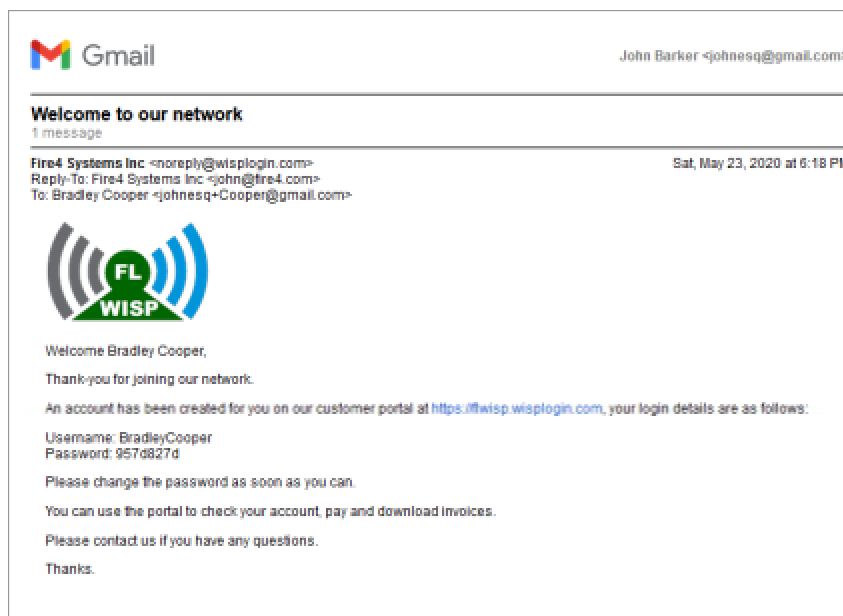 Gmail
John Barker <johnesq@gmail.com>
Welcome to our network
1 message
Fire4 Systems Inc <noreply@wisplogin.com>
Sat, May 23, 2020 at 6:18 PM
Reply-To: Fire4 Systems Inc <john@fire4.com>
To: Bradley Cooper <johnesq+Cooper@gmail.com>
FL
WISP
Welcome Bradley Cooper,
Thank-you for joining our network.
An account has been created for you on our customer portal at https://flwisp.wisplogin.com, your login details are as follows:
Username: BradleyCooper
Password: 957d827d
Please change the password as soon as you can.
You can use the portal to check your account, pay and download invoices.
Please contact us if you have any questions.
Thanks.